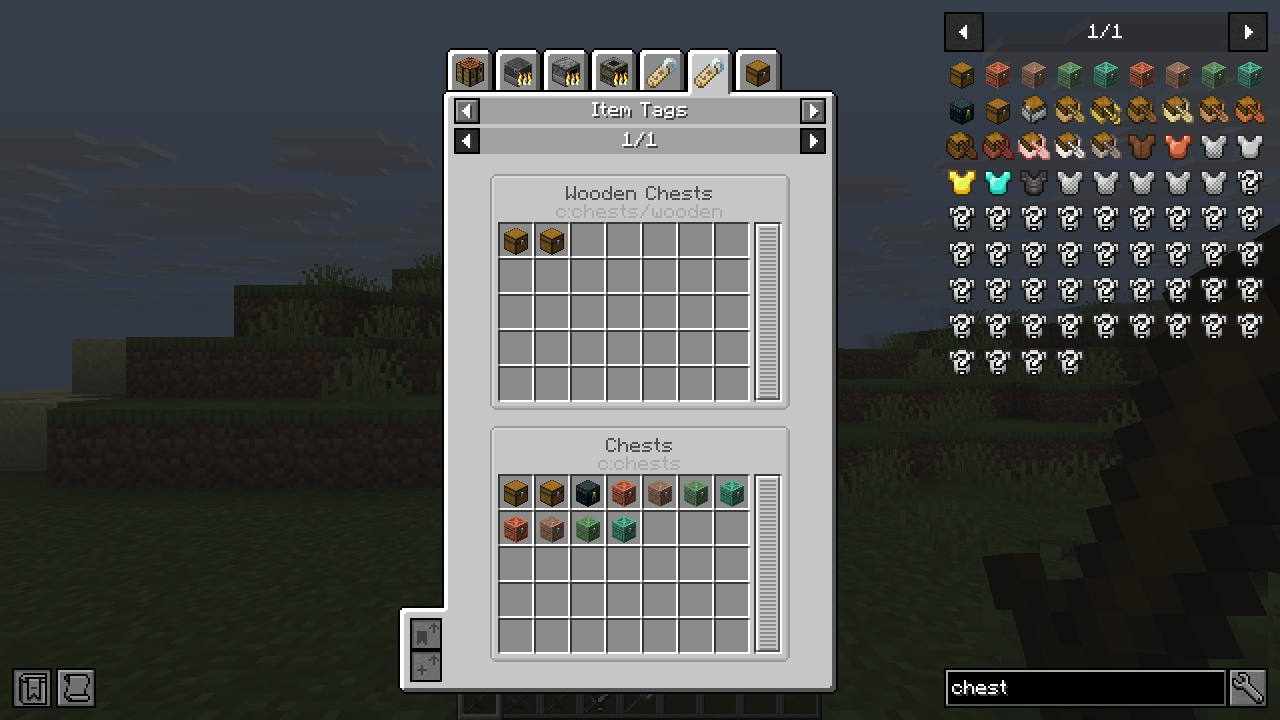 1/1
Item Tags
1/1
Wooden Chests
c:chests/wooden
Chests
c:chests
chest